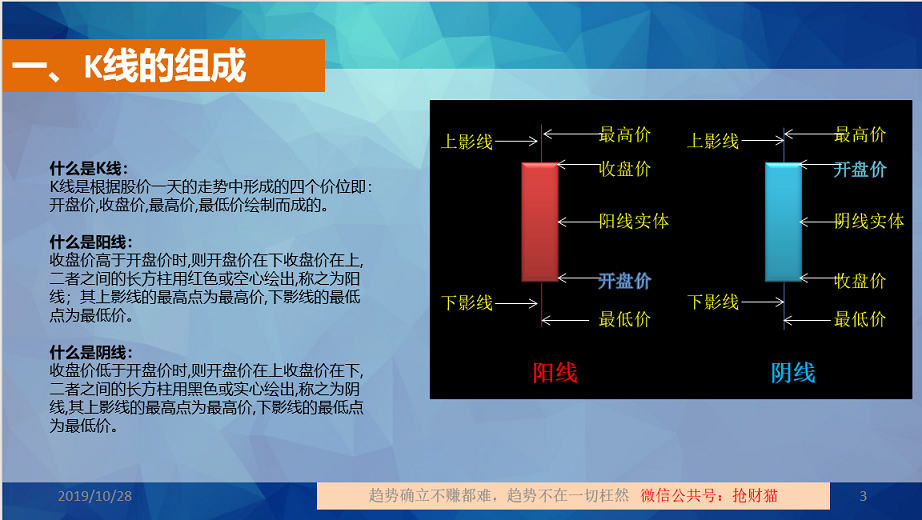 一、K线的组成
什么是K线：
K线是根据股价一天的走势中形成的四个价位即：
开盘价,收盘价,最高价,最低价绘制而成的。
什么是阳线：
收盘价高于开盘价时,则开盘价在下收盘价在上,
二者之间的长方柱用红色或空心绘出,称之为阳
线；其上影线的最高点为最高价,下影线的最低
点为最低价。
什么是阴线：
收盘价低于开盘价时,则开盘价在上收盘价在下,
二者之间的长方柱用黑色或实心绘出,称之为阴
线,其上影线的最高点为最高价,下影线的最低点
为最低价。
上影线
最高价
收盘价
阳线实体
开盘价
下影线
最低价
阳线
上影线
最高价
开盘价
阴线实体
收盘价
下影线
最低价
阴线
2019/10/28
趋势确立不赚都难，趋势不在一切枉然 微信公共号：抢财猫
3